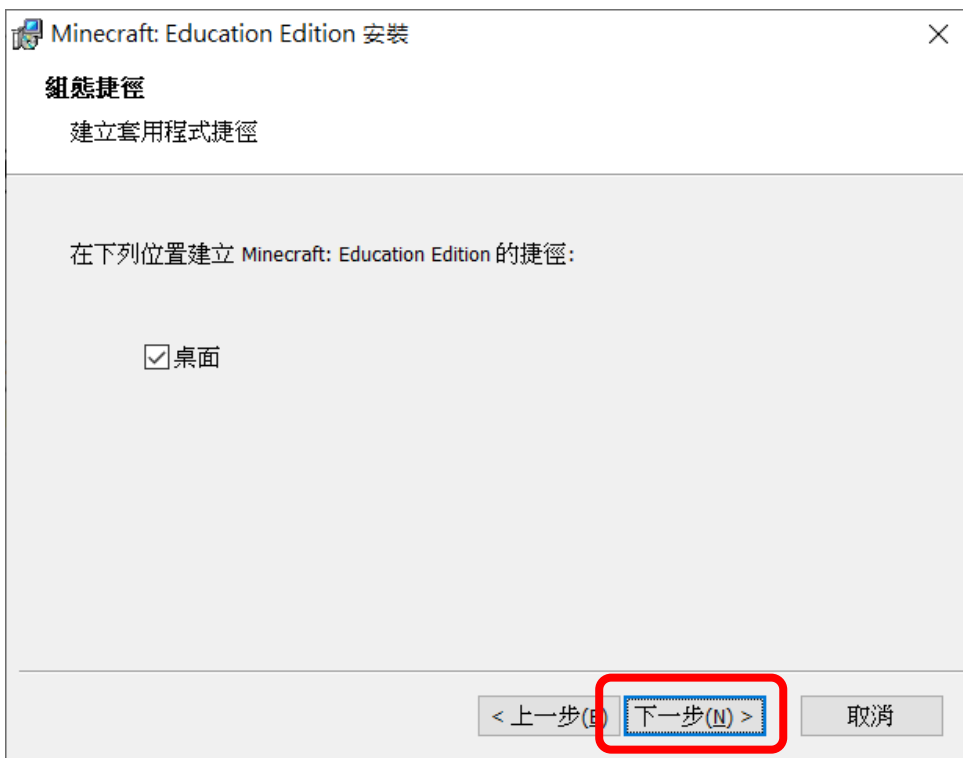 Minecraft: Education Edition 安裝
組態捷徑
建立套用程式捷徑
在下列位置建立 Minecraft: Education Edition 的捷徑:
桌面
< 上一步(B) 下一步(N) > 取消